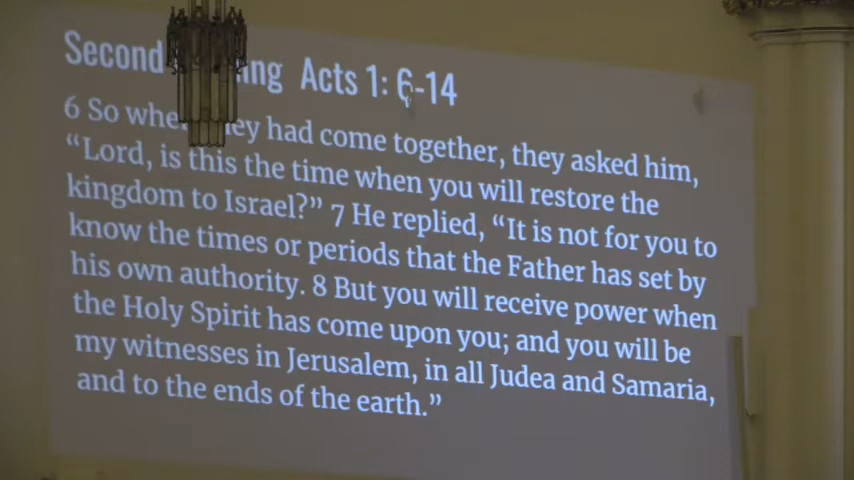 Second ing Acts 1: 6-14
6 So when they had come together, they asked him,
“Lord, is this the time when you will restore the
kingdom to Israel?” 7 He replied, “It is not for you to
know the times or periods that the Father has set by
his own authority. 8 But you will receive power when
the Holy Spirit has come upon you; and you will be
my witnesses in Jerusalem, in all Judea and Samaria,
and to the ends of the earth.”